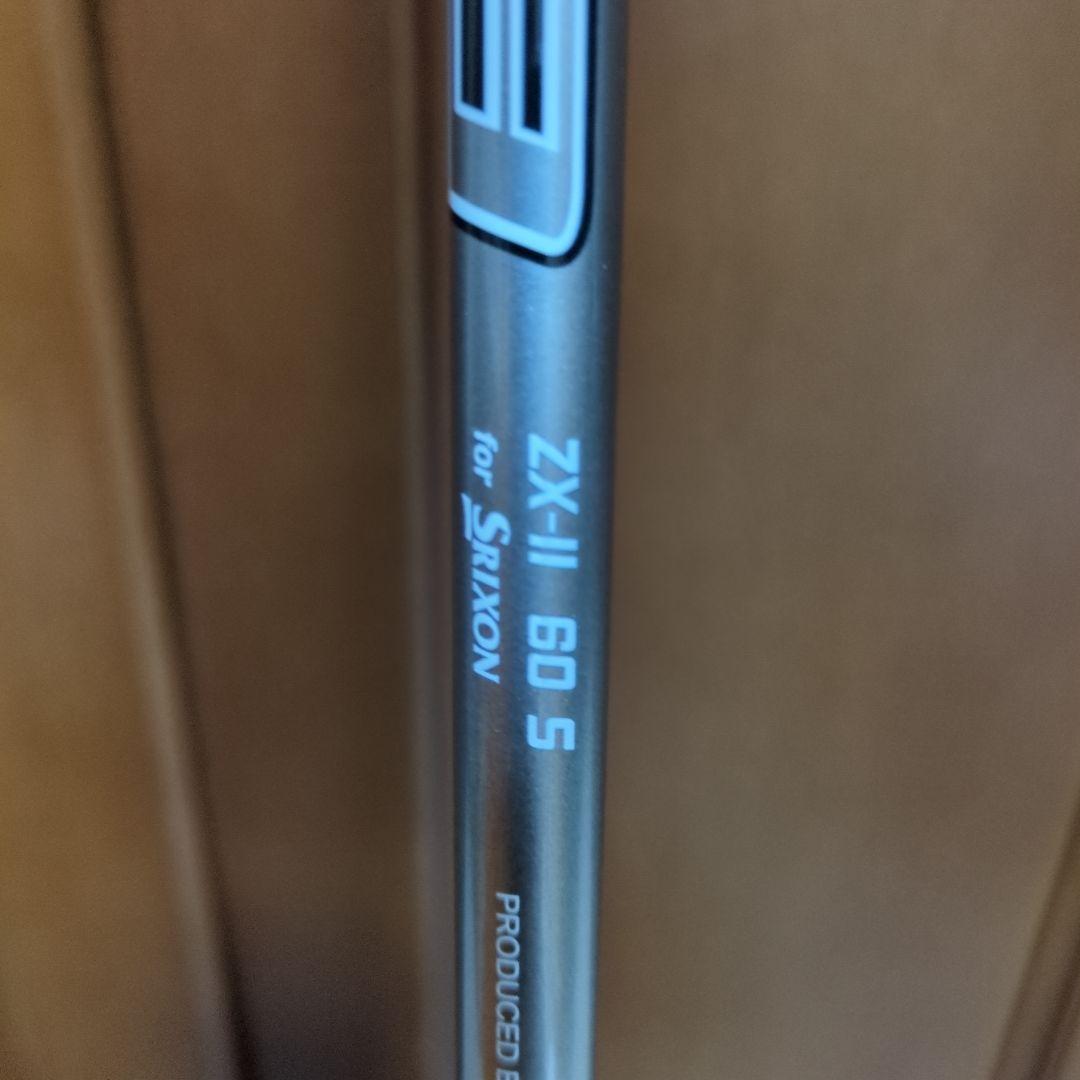 E
ZX-II 60 S
for SRIXON
PRODUCED